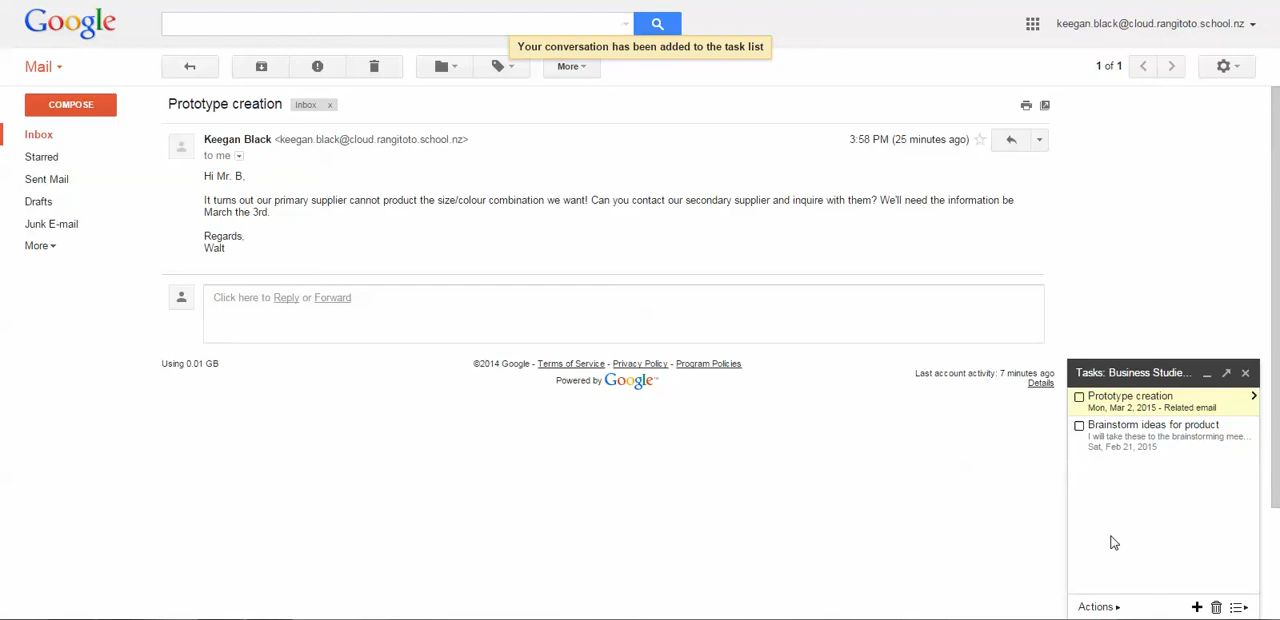 Google
Your conversation has been added to the task list
keegan.black@cloud.rangitoto.school.nz
Mail
More
1 of 1
COMPOSE
Prototype creation
Inbox x
Inbox
Starred
Sent Mail
Drafts
Junk E-mail
More
Keegan Black <keegan.black@cloud.rangitoto.school.nz>
3:58 PM (25 minutes ago)
to me
Hi Mr. B,
It turns out our primary supplier cannot product the size/colour combination we want! Can you contact our secondary supplier and inquire with them? We'll need the information be
March the 3rd.
Regards,
Walt
Click here to Reply or Forward
Using 0.01 GB
©2014 Google - Terms of Service - Privacy Policy - Program Policies
Powered by Google™
Last account activity: 7 minutes ago
Details
Tasks: Business Studie...
Prototype creation
Mon, Mar 2, 2015 - Related email
Brainstorm ideas for product
I will take these to the brainstorming mee...
Sat, Feb 21, 2015
Actions